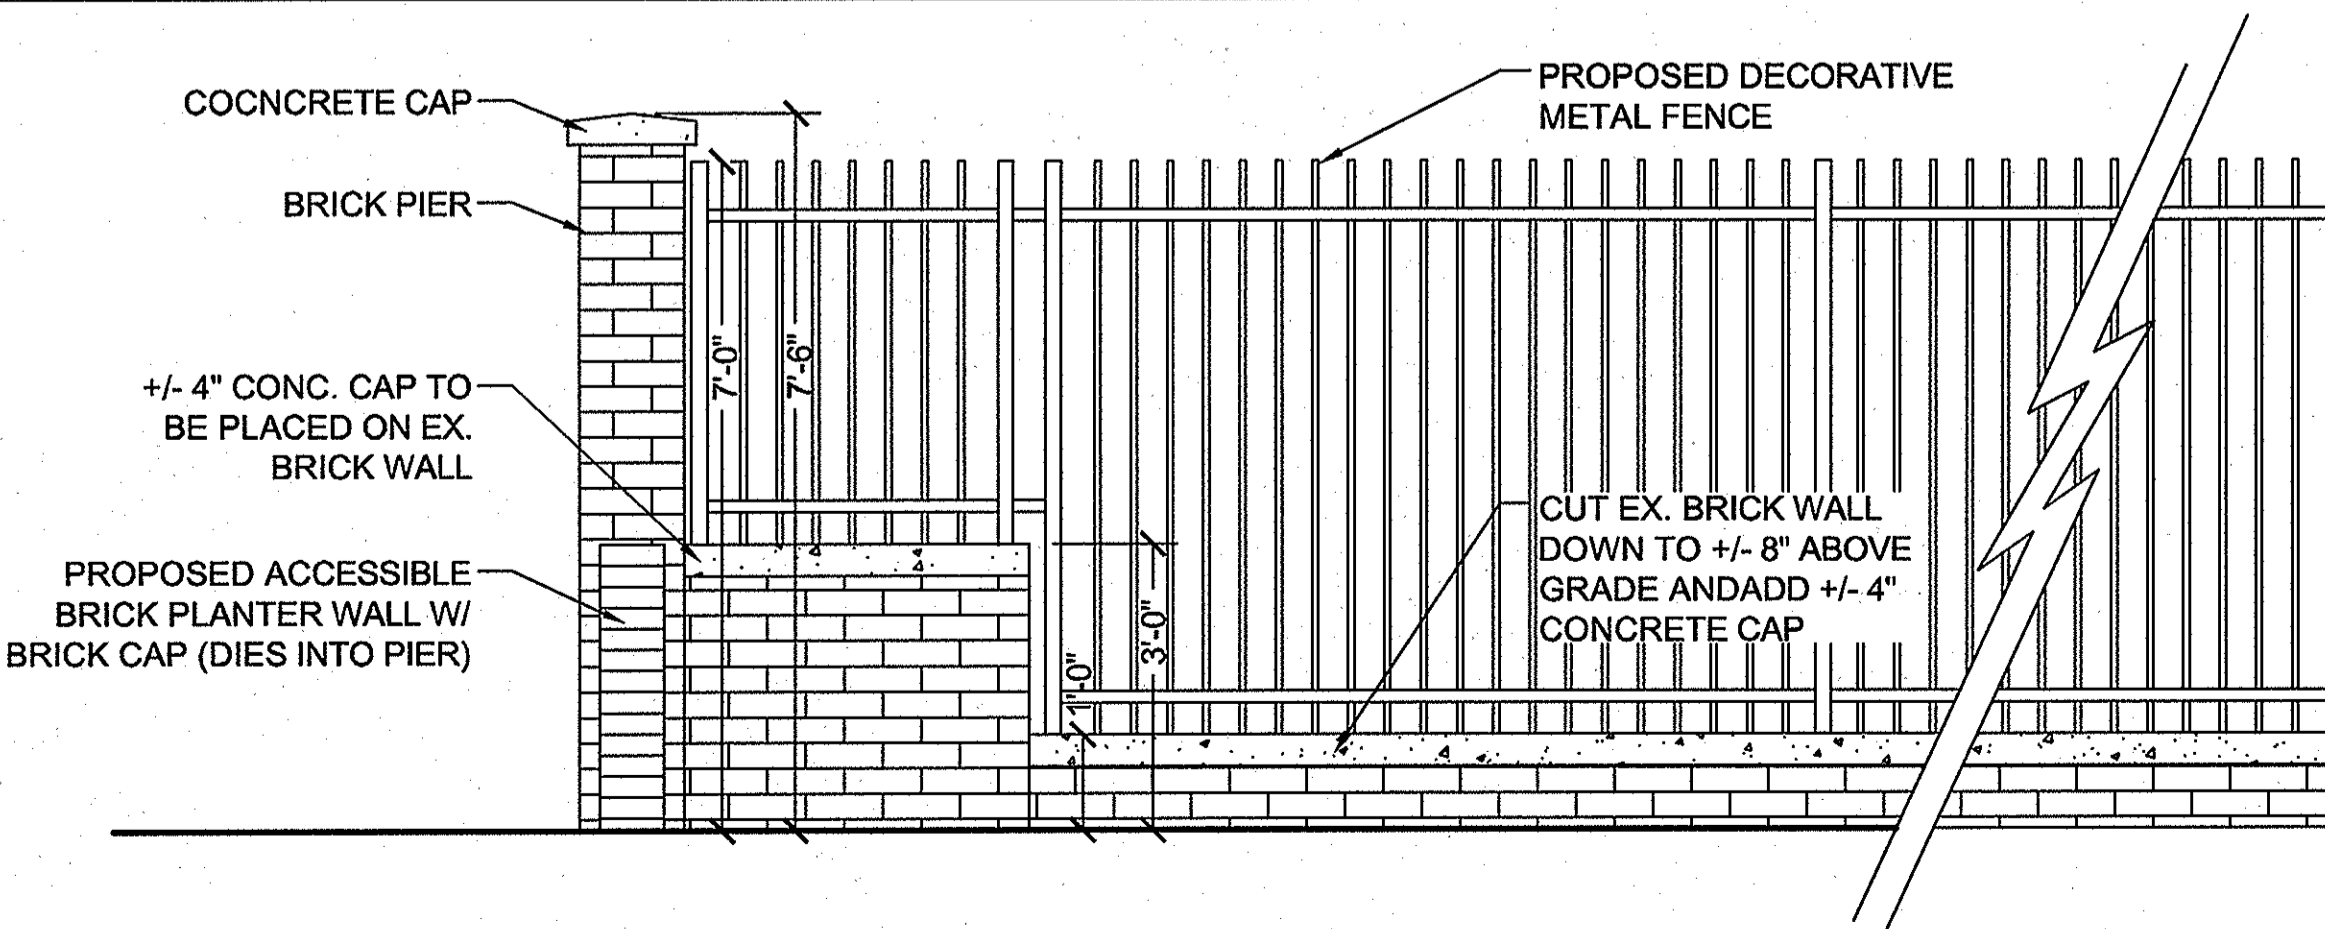 COCNCRETE CAP
BRICK PIER
+/- 4" CONC. CAP TO
BE PLACED ON EX.
BRICK WALL
PROPOSED ACCESSIBLE
BRICK PLANTER WALL W/
BRICK CAP (DIES INTO PIER)
7'-0"
7'-6"
1'-0"
3'-0"
PROPOSED DECORATIVE
METAL FENCE
CUT EX. BRICK WALL
DOWN TO +/- 8" ABOVE
GRADE ANDADD +/- 4"
CONCRETE CAP